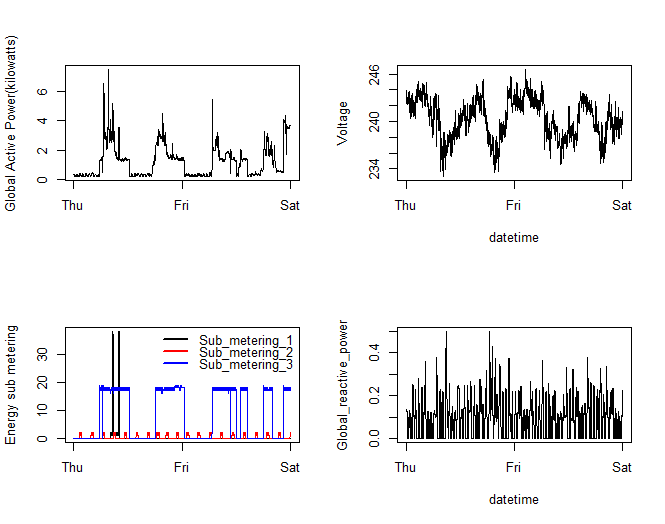 Global Active Power(kilowatts)
6
4
2
0
Thu
Fri
Sat
Voltage
246
240
234
Thu
Fri
Sat
datetime
Energy sub metering
30
20
10
0
Sub_metering_1
Sub_metering_2
Sub_metering_3
Thu
Fri
Sat
Global_reactive_power
0.4
0.2
0.0
Thu
Fri
Sat
datetime